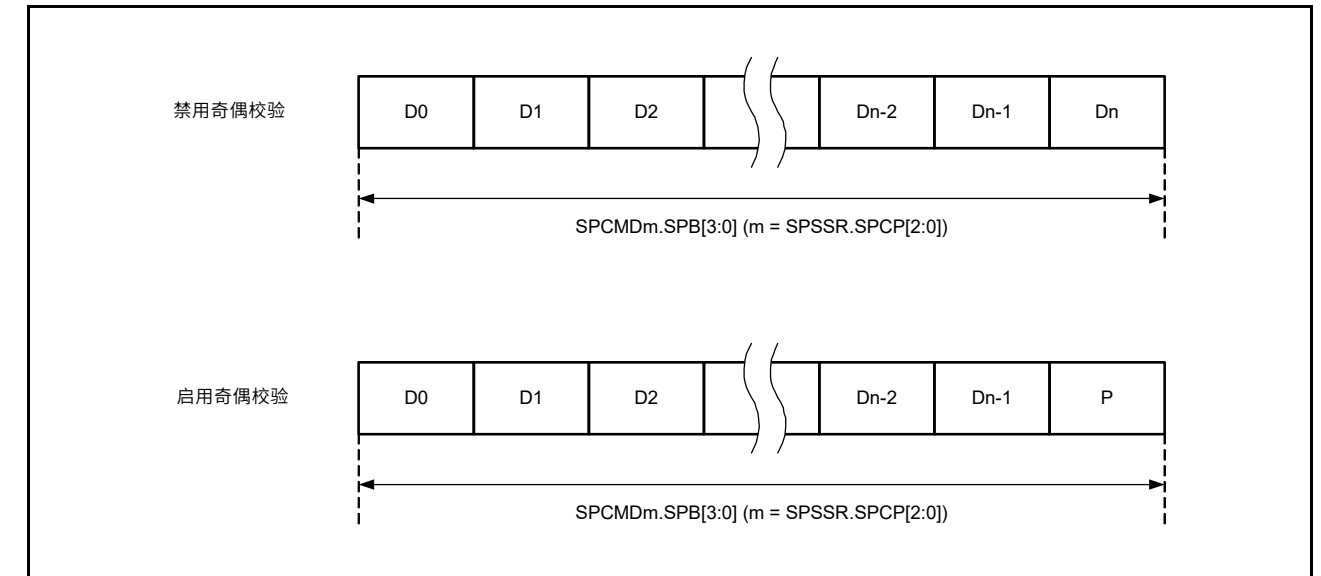 禁用奇偶校验 D0 D1 D2 Dn-2 Dn-1 Dn
SPCMDm.SPB[3:0] (m = SPSSR.SPCP[2:0])
启用奇偶校验 D0 D1 D2 Dn-2 Dn-1 P
SPCMDm.SPB[3:0] (m = SPSSR.SPCP[2:0])